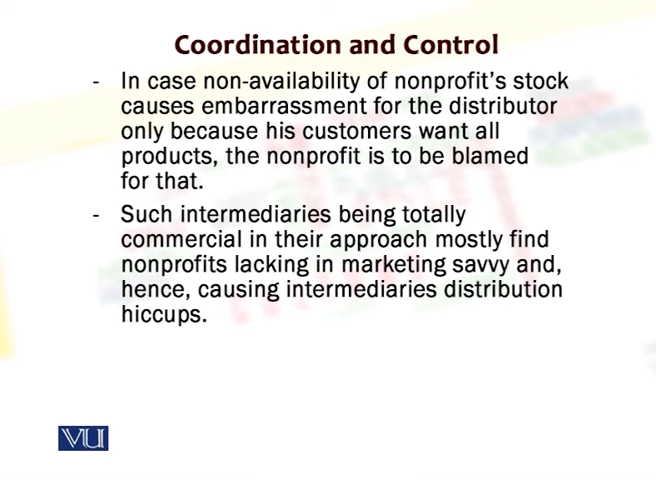 Coordination and Control
- In case non-availability of nonprofit's stock
causes embarrassment for the distributor
only because his customers want all
products, the nonprofit is to be blamed
for that.
- Such intermediaries being totally
commercial in their approach mostly find
nonprofits lacking in marketing savvy and,
hence, causing intermediaries distribution
hiccups.
VU